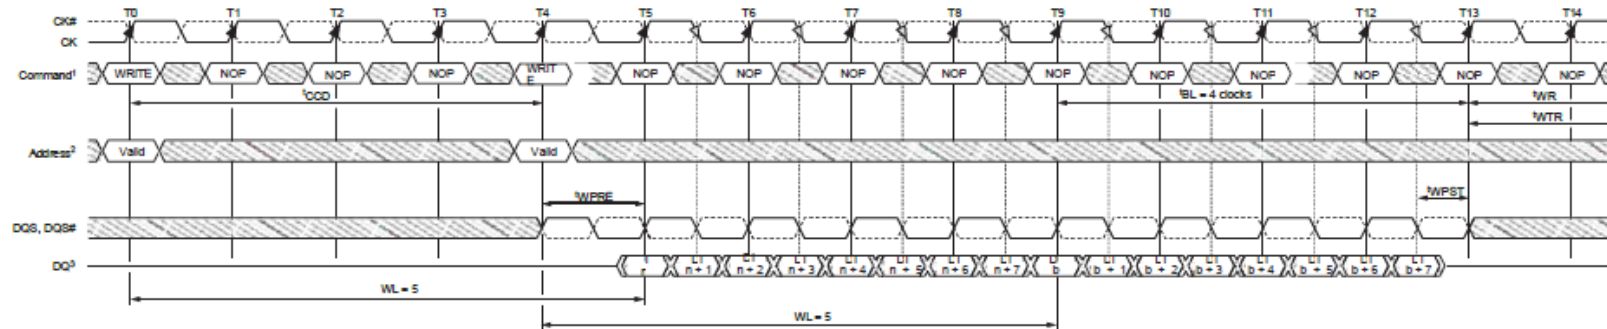 T0 T1 T2 T3 T4 T5 T6 T7 T8 T9 T10 T11 T12 T13 T14
CK#
CK
Command1 WRITE NOP NOP NOP WRIT NOP NOP NOP NOP NOP NOP NOP NOP NOP NOP
E
tCCD tBL = 4 clocks tWR
tWTR
Address2 Valid Valid
tWPRE tWPST
DQS, DQS#
DQ3 n + 1 n + 2 n + 3 n + 4 n + 5 n + 6 n + 7 b b + 1 b + 2 b + 3 b + 4 b + 5 b + 6 b + 7
WL = 5
WL = 5